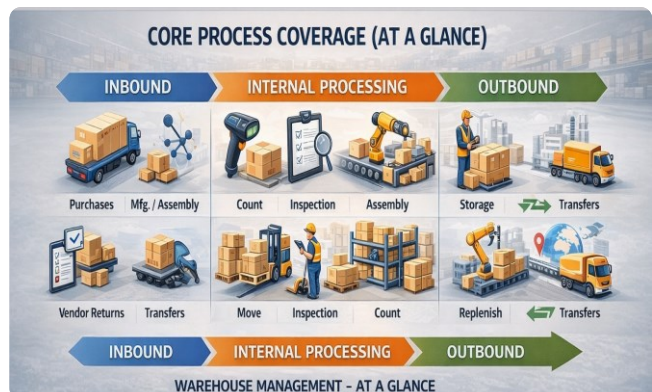 CORE PROCESS COVERAGE (AT A GLANCE)
INBOUND INTERNAL PROCESSING OUTBOUND
Purchases Mfg. / Assembly Count Inspection Assembly Storage Transfers
Vendor Returns Transfers Move Inspection Count Replenish Transfers
INBOUND INTERNAL PROCESSING OUTBOUND
WAREHOUSE MANAGEMENT – AT A GLANCE